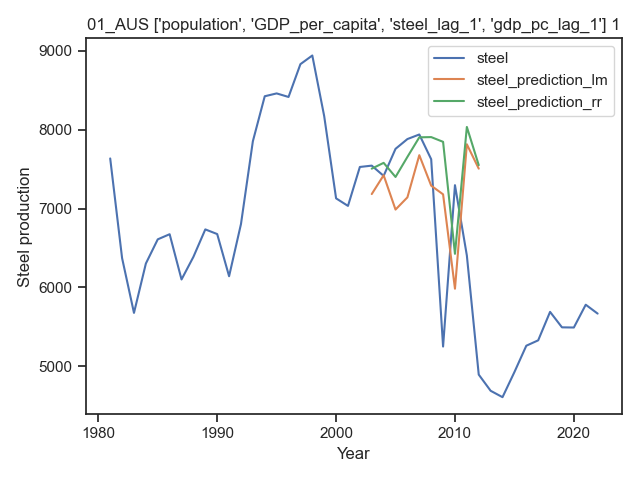 01_AUS ['population', 'GDP_per_capita', 'steel_lag_1', 'gdp_pc_lag_1'] 1
steel
steel_prediction_lm
steel_prediction_rr
9000
8000
7000
6000
5000
Steel production
1980
1990
2000
2010
2020
Year